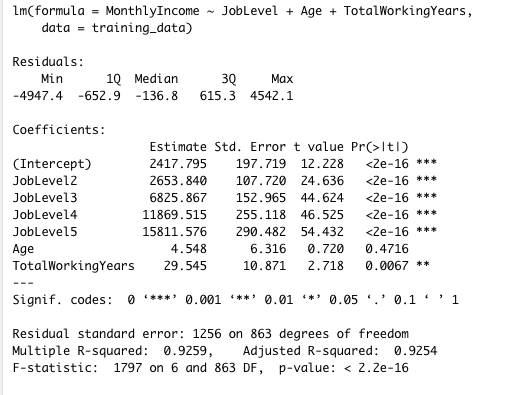 lm(formula = MonthlyIncome ~ JobLevel + Age + TotalWorkingYears,
    data = training_data)

Residuals:
    Min      1Q  Median      3Q     Max
-4947.4  -652.9  -136.8   615.3  4542.1

Coefficients:
                   Estimate Std. Error t value Pr(>|t|)
(Intercept)        2417.795    197.719  12.228   <2e-16 ***
JobLevel2          2653.840    107.720  24.636   <2e-16 ***
JobLevel3          6825.867    152.965  44.624   <2e-16 ***
JobLevel4         11869.515    255.118  46.525   <2e-16 ***
JobLevel5         15811.576    290.482  54.432   <2e-16 ***
Age                   4.548      6.316   0.720   0.4716
TotalWorkingYears    29.545     10.871   2.718   0.0067 **
---
Signif. codes:  0 ‘***’ 0.001 ‘**’ 0.01 ‘*’ 0.05 ‘.’ 0.1 ‘ ’ 1

Residual standard error: 1256 on 863 degrees of freedom
Multiple R-squared:  0.9259,    Adjusted R-squared:  0.9254
F-statistic:  1797 on 6 and 863 DF,  p-value: < 2.2e-16